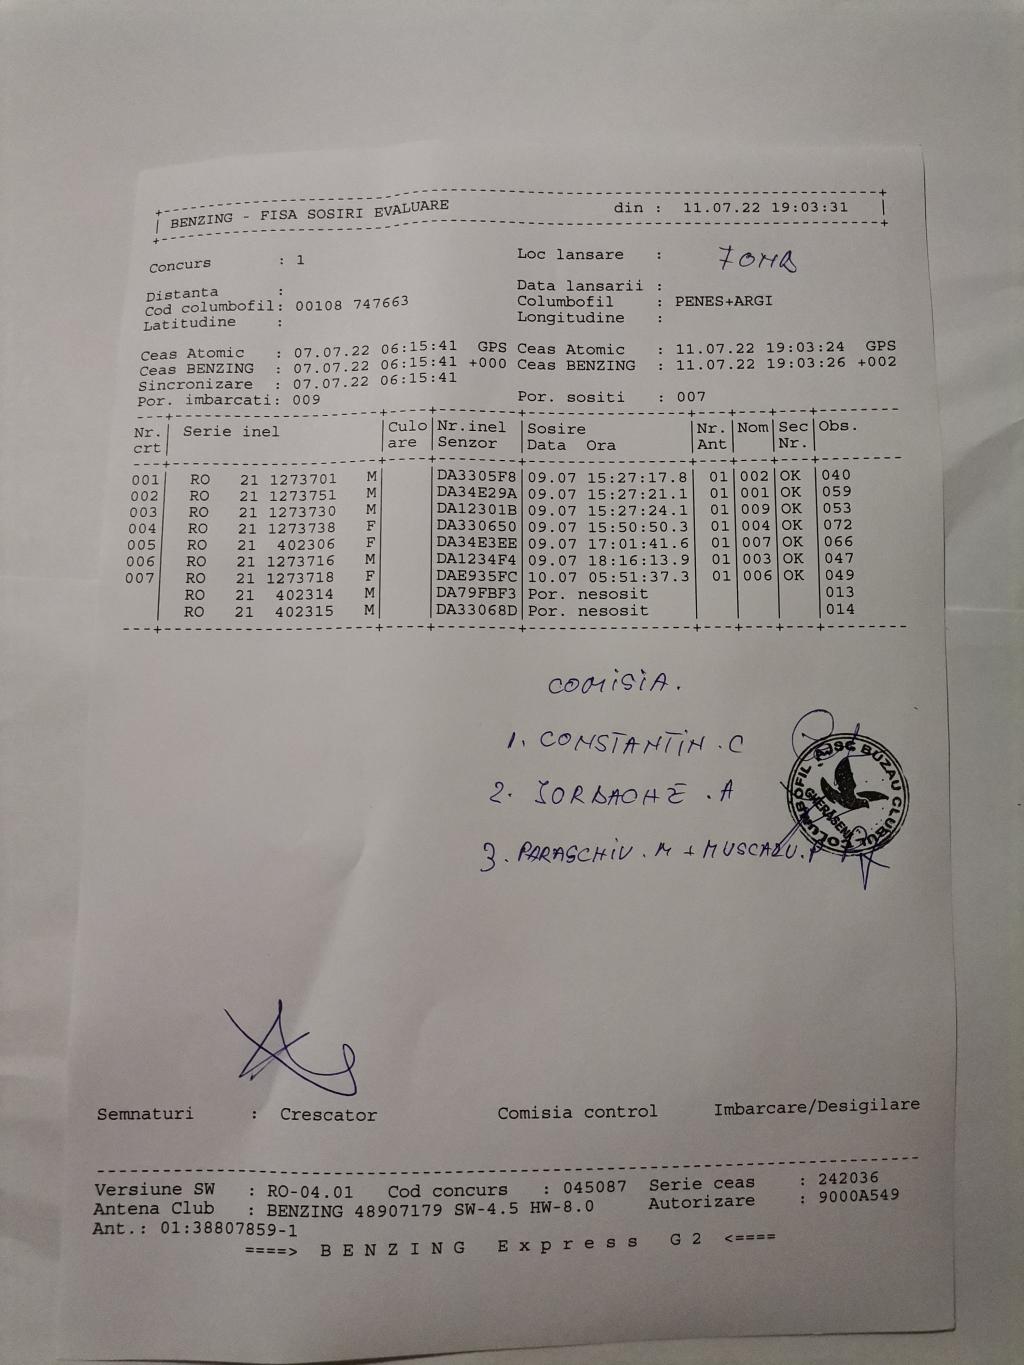 BENZING - FISA SOSIRI EVALUARE din : 11.07.22 19:03:31
Concurs : 1 Loc lansare :
Distanta : Data lansarii :
Cod columbofil: 00108 747663 Columbofil : PENES+ARGI
Latitudine : Longitudine :
Ceas Atomic : 07.07.22 06:15:41 GPS Ceas Atomic : 11.07.22 19:03:24 GPS
Ceas BENZING : 07.07.22 06:15:41 +000 Ceas BENZING : 11.07.22 19:03:26 +002
Sincronizare : 07.07.22 06:15:41
Por. imbarcati: 009 Por. sositi : 007
Nr. Serie inel Culo Nr.inel Sosire Nr. Nom Sec Obs.
crt are Senzor Data Ora Ant Nr.
001 RO 21 1273701 M DA3305F8 09.07 15:27:17.8 01 002 OK 040
002 RO 21 1273751 M DA34E29A 09.07 15:27:21.1 01 001 OK 059
003 RO 21 1273730 M DA12301B 09.07 15:27:24.1 01 009 OK 053
004 RO 21 1273738 F DA330650 09.07 15:50:50.3 01 004 OK 072
005 RO 21 402306 F DA34E3EE 09.07 17:01:41.6 01 007 OK 066
006 RO 21 1273716 M DA1234F4 09.07 18:16:13.9 01 003 OK 047
007 RO 21 1273718 F DAE935FC 10.07 05:51:37.3 01 006 OK 049
RO 21 402314 M DA79FBF3 Por. nesosit 013
RO 21 402315 M DA33068D Por. nesosit 014
COMISIA.
1. CONSTANTIN . C
2. IORDACHE . A
3. PARASCHIV . M + MUSCALU . P
AJSC BUZAU CLUBUL COLUMBOFIL
GHERASENI
Semnaturi : Crescator Comisia control Imbarcare/Desigilare
Versiune SW : RO-04.01 Cod concurs : 045087 Serie ceas : 242036
Antena Club : BENZING 48907179 SW-4.5 HW-8.0 Autorizare : 9000A549
Ant.: 01:38807859-1
====> B E N Z I N G E x p r e s s G 2 <====